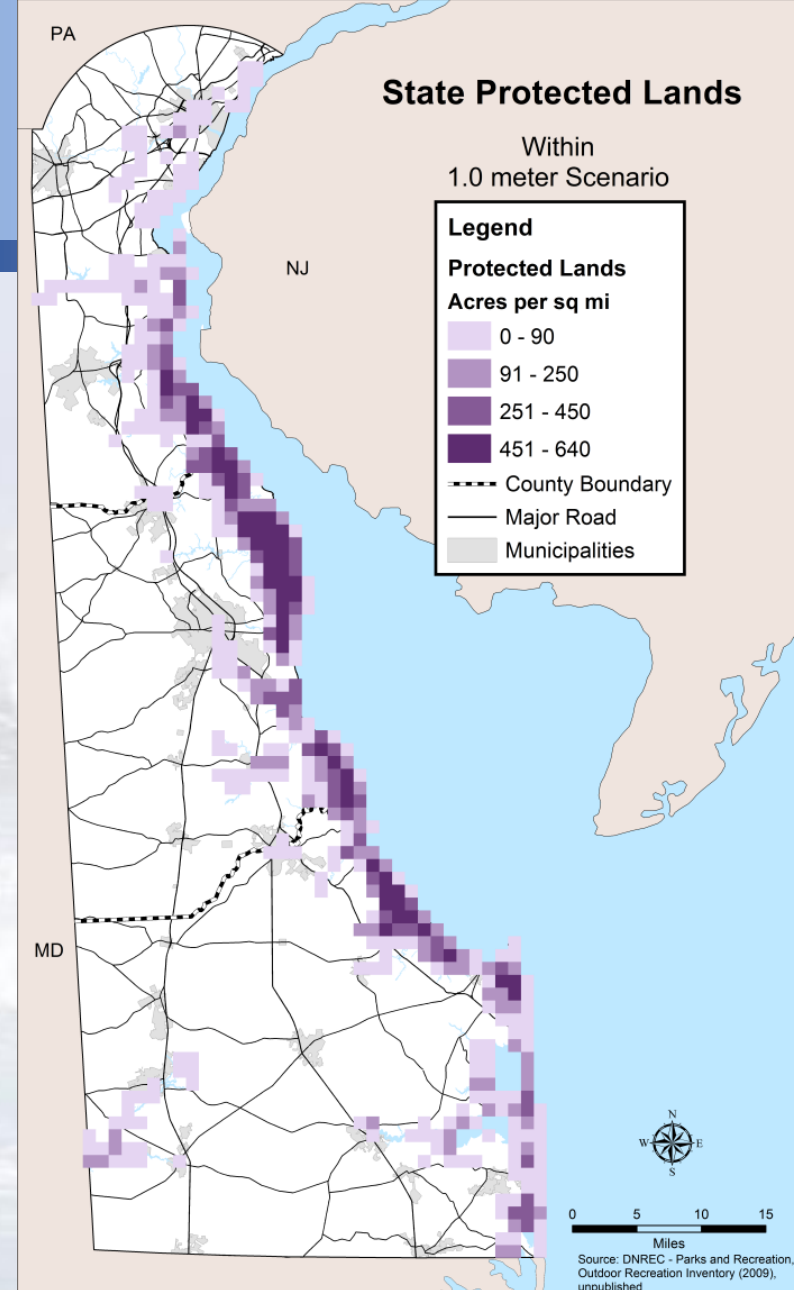 PA
State Protected Lands
Within
1.0 meter Scenario
Legend
Protected Lands
Acres per sq mi
0 - 90
91 - 250
251 - 450
451 - 640
County Boundary
Major Road
Municipalities
NJ
MD
N
W E
S
0 5 10 15
Miles
Source: DNREC - Parks and Recreation,
Outdoor Recreation Inventory (2009),
unpublished